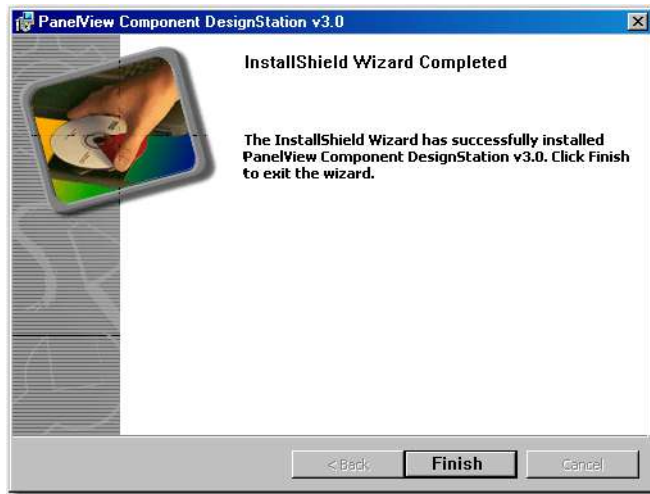 PanelView Component DesignStation v3.0
InstallShield Wizard Completed
The InstallShield Wizard has successfully installed
PanelView Component DesignStation v3.0. Click Finish
to exit the wizard.
< Back
Finish
Cancel